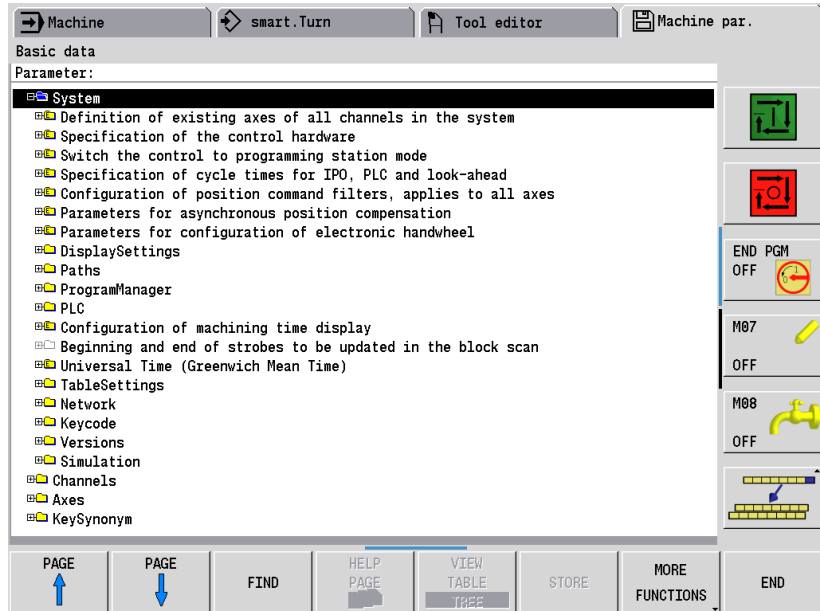 Machine
smart.Turn
Tool editor
Machine par.
Basic data
Parameter:
System
Definition of existing axes of all channels in the system
Specification of the control hardware
Switch the control to programming station mode
Specification of cycle times for IPO, PLC and look-ahead
Configuration of position command filters, applies to all axes
Parameters for asynchronous position compensation
Parameters for configuration of electronic handwheel
DisplaySettings
Paths
ProgramManager
PLC
Configuration of machining time display
Beginning and end of strobes to be updated in the block scan
Universal Time (Greenwich Mean Time)
TableSettings
Network
Keycode
Versions
Simulation
Channels
Axes
KeySynonym
END PGM
OFF
M07
OFF
M08
OFF
PAGE
PAGE
FIND
HELP
PAGE
VIEW
TABLE
TREE
STORE
MORE
FUNCTIONS
END